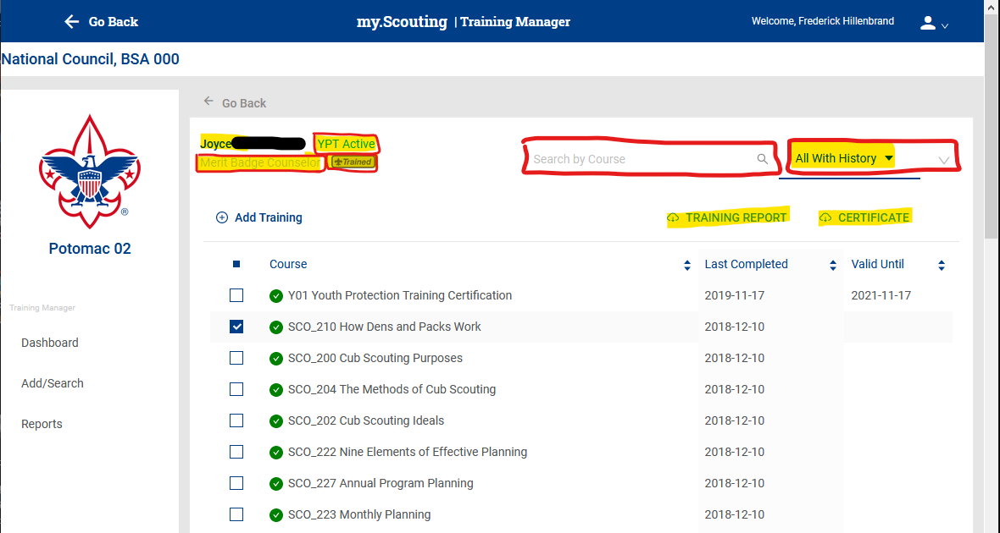 Go Back
my.Scouting | Training Manager
Welcome, Frederick Hillenbrand
National Council, BSA 000
Go Back
Joyce
YPT Active
Merit Badge Counselor
Trained
Search by Course
All With History
Add Training
TRAINING REPORT
CERTIFICATE
®
Potomac 02
Training Manager
Dashboard
Add/Search
Reports
Course Last Completed Valid Until
Y01 Youth Protection Training Certification 2019-11-17 2021-11-17
SCO_210 How Dens and Packs Work 2018-12-10
SCO_200 Cub Scouting Purposes 2018-12-10
SCO_204 The Methods of Cub Scouting 2018-12-10
SCO_202 Cub Scouting Ideals 2018-12-10
SCO_222 Nine Elements of Effective Planning 2018-12-10
SCO_227 Annual Program Planning 2018-12-10
SCO_223 Monthly Planning 2018-12-10